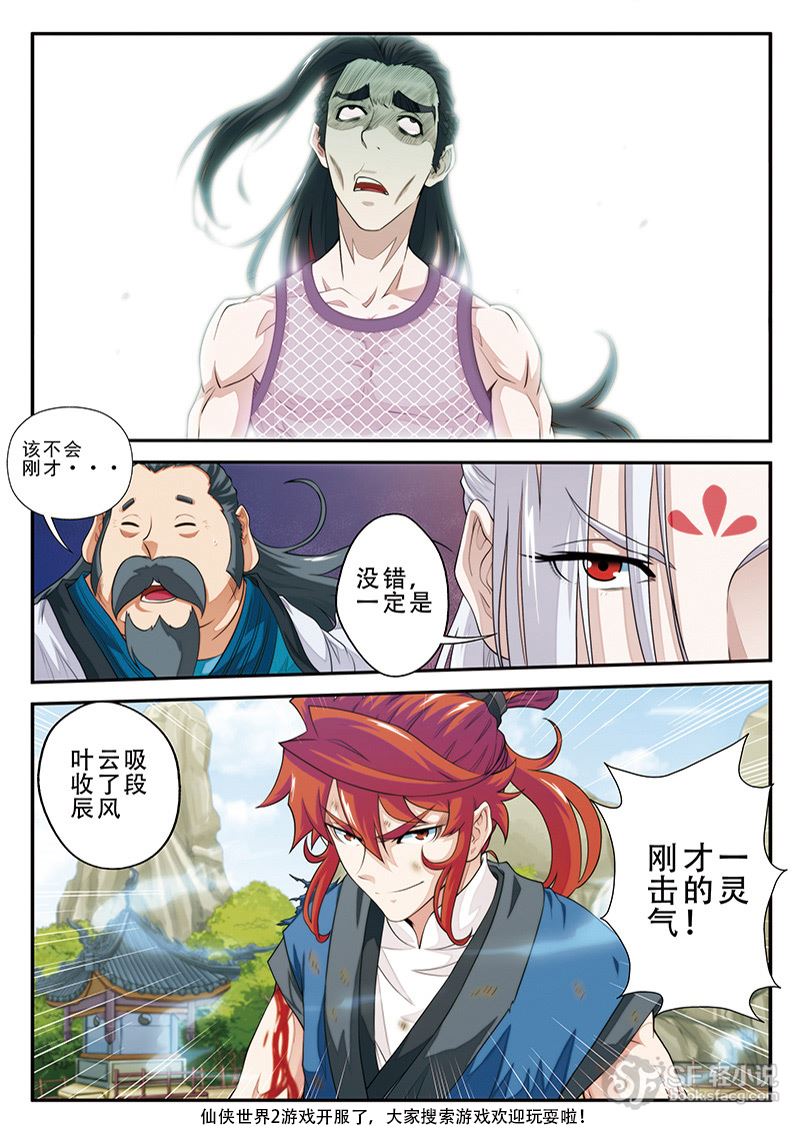 该不会
刚才···
没错，
一定是
叶云吸
收了段
辰风
刚才一
击的灵
气！
SF轻小说
book.sfacg.com
仙侠世界2游戏开服了，大家搜索游戏欢迎玩耍啦！